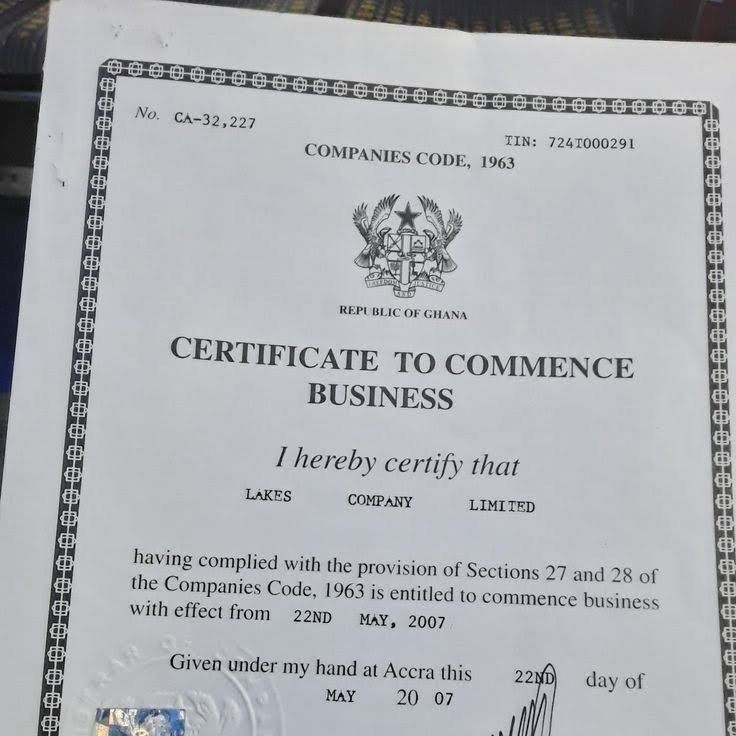 No. CA-32,227
TIN: 724T000291
COMPANIES CODE, 1963
REPUBLIC OF GHANA
CERTIFICATE TO COMMENCE
BUSINESS
I hereby certify that
LAKES COMPANY LIMITED
having complied with the provision of Sections 27 and 28 of
the Companies Code, 1963 is entitled to commence business
with effect from 22ND MAY, 2007
Given under my hand at Accra this 22ND day of
MAY 20 07